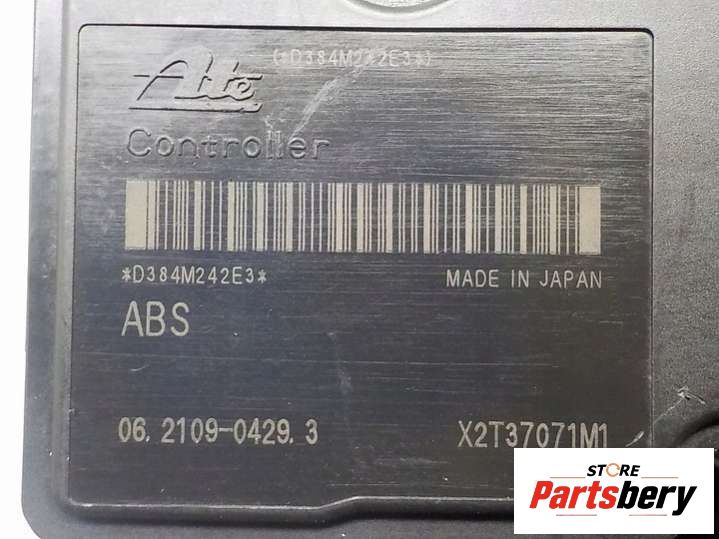 (*D384M242E3*)
Ate
Controller
*D384M242E3*
MADE IN JAPAN
ABS
06.2109-0429.3
X2T37071M1
STORE
Partsbery